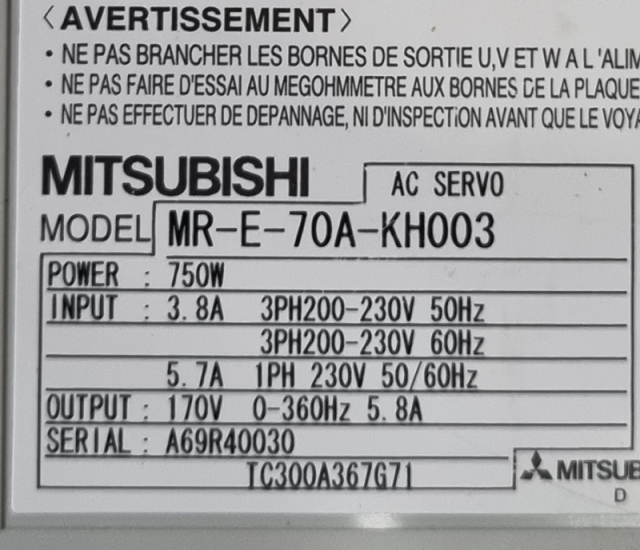 〈AVERTISSEMENT〉
• NE PAS BRANCHER LES BORNES DE SORTIE U,V ET W A L'ALIM
• NE PAS FAIRE D'ESSAI AU MEGOHMMETRE AUX BORNES DE LA PLAQUE
• NE PAS EFFECTUER DE DEPANNAGE, NI D'INSPECTION AVANT QUE LE VOYA
MITSUBISHI AC SERVO
MODEL MR-E-70A-KH003
POWER : 750W
INPUT : 3.8A 3PH200-230V 50Hz
3PH200-230V 60Hz
5.7A 1PH 230V 50/60Hz
OUTPUT : 170V 0-360Hz 5.8A
SERIAL : A69R40030
TC300A367G71
MITSUB
D